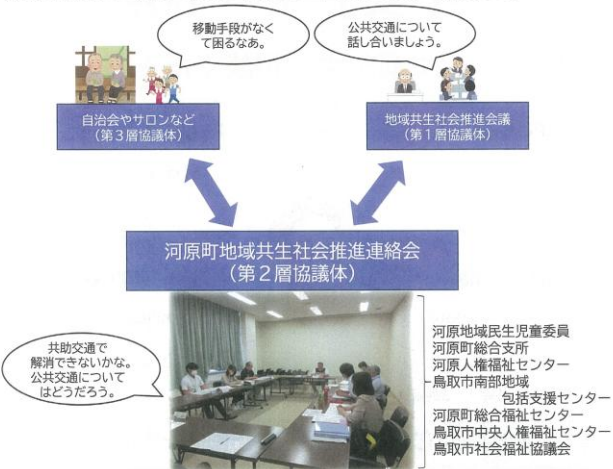 移動手段がなく
て困るなあ。
公共交通について
話し合いましょう。
自治会やサロンなど
(第3層協議体)
地域共生社会推進会議
(第1層協議体)
河原町地域共生社会推進連絡会
(第2層協議体)
共助交通で
解消できないかな。
公共交通について
はどうだろう。
河原地域民生児童委員
河原町総合支所
河原人権福祉センター
鳥取市南部地域
包括支援センター
河原町総合福祉センター
鳥取市中央人権福祉センター
鳥取市社会福祉協議会